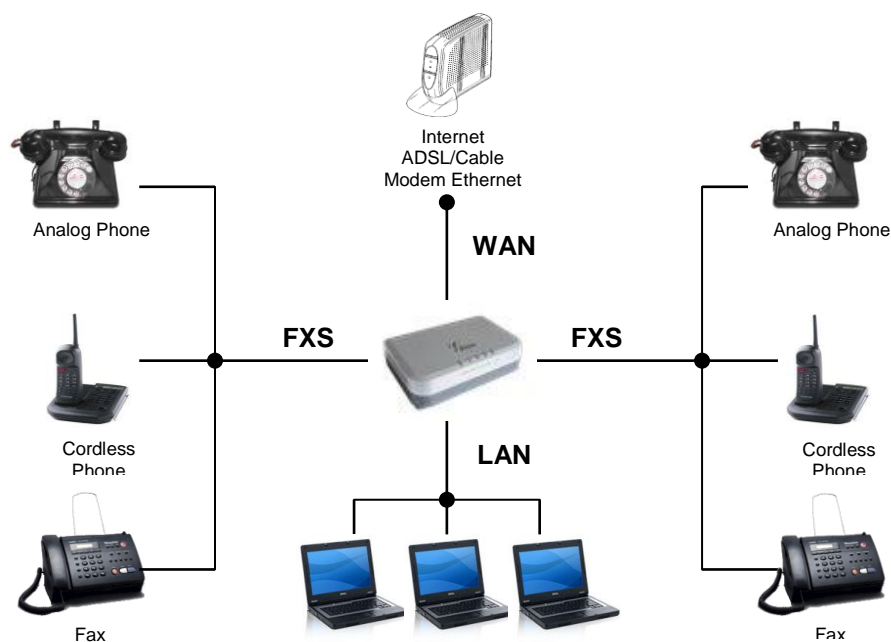 Internet
ADSL/Cable
Modem Ethernet
Analog Phone
Analog Phone
WAN
FXS
FXS
LAN
Cordless
Phone
Cordless
Phone
Fax
Fax